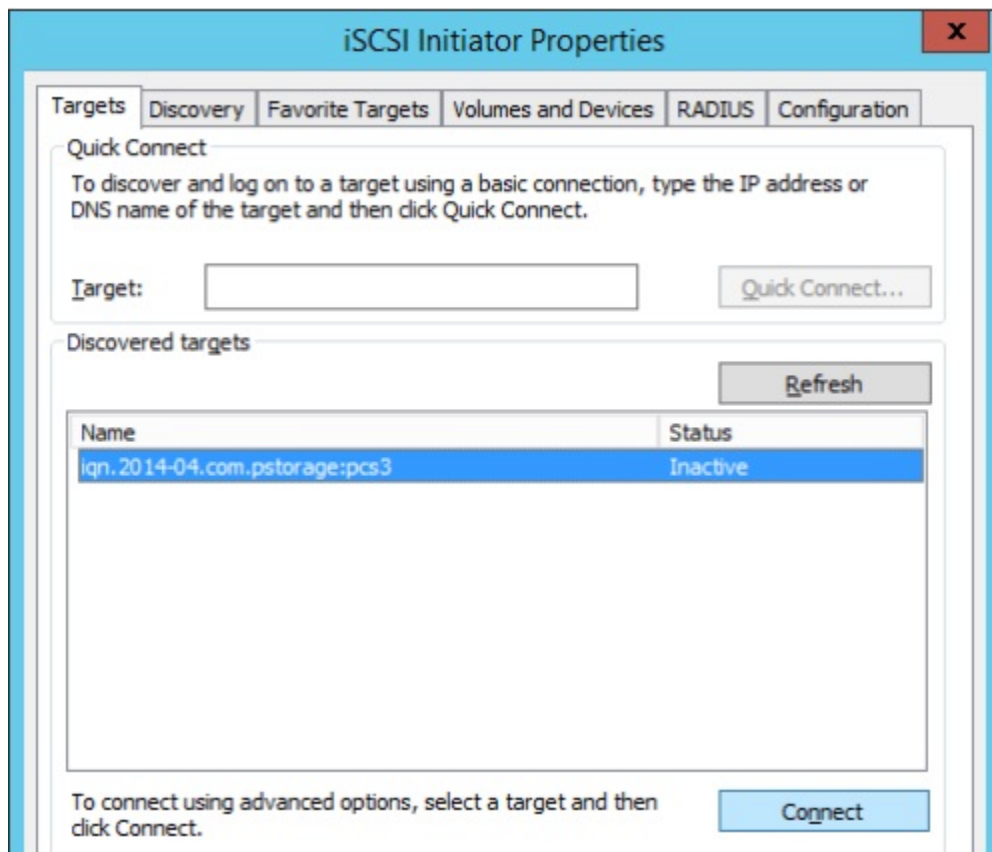 iSCSI Initiator Properties
x
Targets Discovery Favorite Targets Volumes and Devices RADIUS Configuration
Quick Connect
To discover and log on to a target using a basic connection, type the IP address or
DNS name of the target and then click Quick Connect.
Target:
Quick Connect...
Discovered targets
Refresh
Name Status
iqn.2014-04.com.pstorage:pcs3 Inactive
To connect using advanced options, select a target and then
click Connect.
Connect